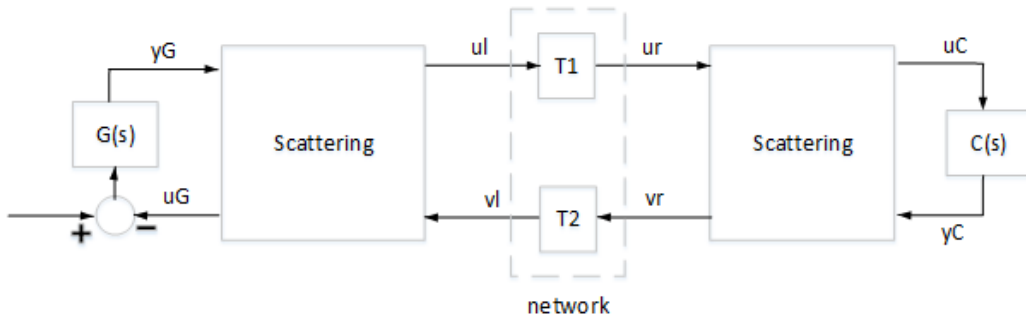 yG
ul
T1
ur
uC
G(s)
Scattering
Scattering
C(s)
uG
vl
T2
vr
yC
+
−
network